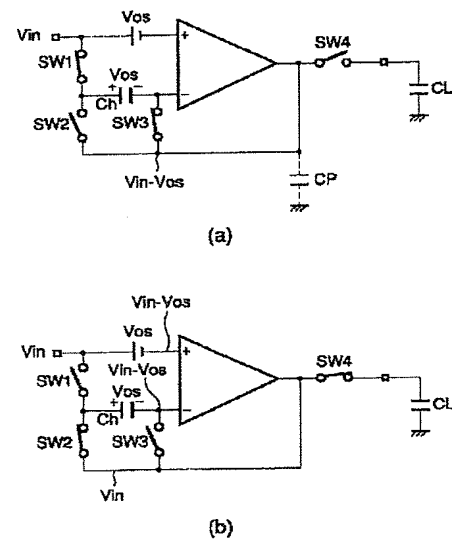 Vin
Vos
+
SW1
SW4
Vos
+
−
−
Ch
CL
SW2
SW3
Vin-Vos
CP
(a)
Vin-Vos
Vos
Vin
+
Vin-Vos
SW4
SW1
Vos
+
−
−
Ch
CL
SW2
SW3
Vin
(b)